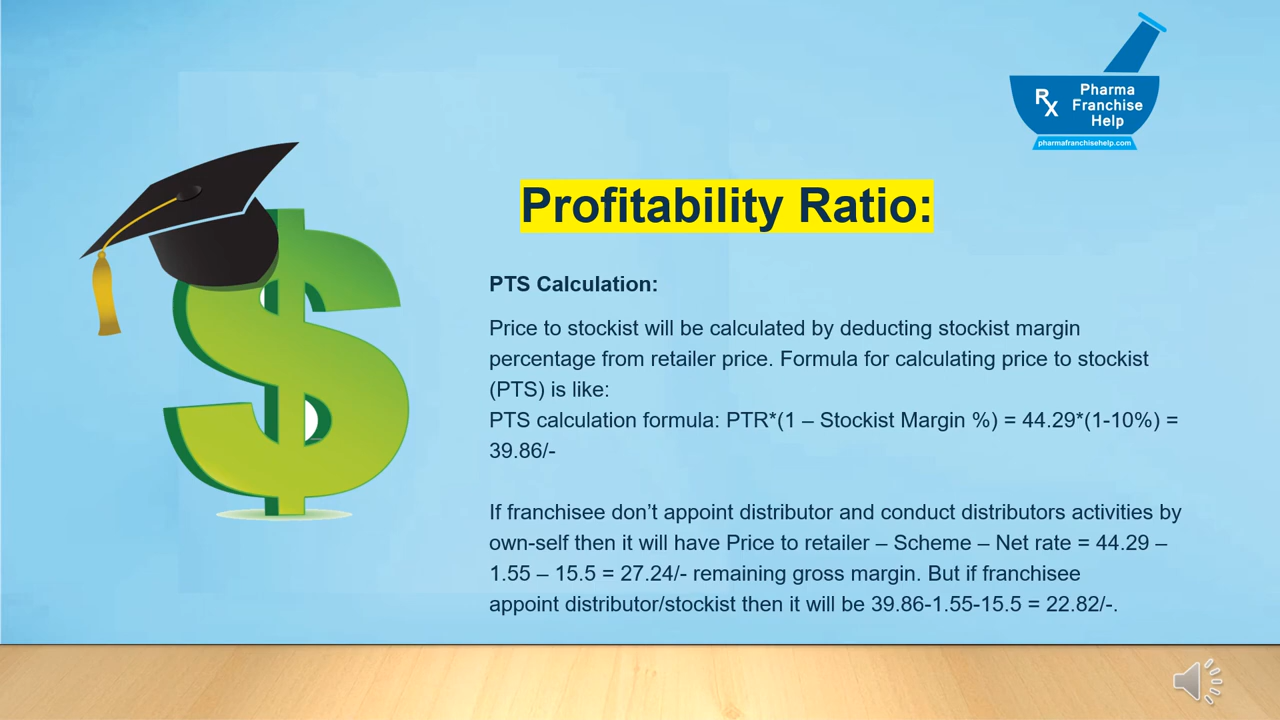 Rx
Pharma
Franchise
Help
pharmafranchisehelp.com
Profitability Ratio:
PTS Calculation:
Price to stockist will be calculated by deducting stockist margin
percentage from retailer price. Formula for calculating price to stockist
(PTS) is like:
PTS calculation formula: PTR*(1 – Stockist Margin %) = 44.29*(1-10%) =
39.86/-
If franchisee don’t appoint distributor and conduct distributors activities by
own-self then it will have Price to retailer – Scheme – Net rate = 44.29 –
1.55 – 15.5 = 27.24/- remaining gross margin. But if franchisee
appoint distributor/stockist then it will be 39.86-1.55-15.5 = 22.82/-.